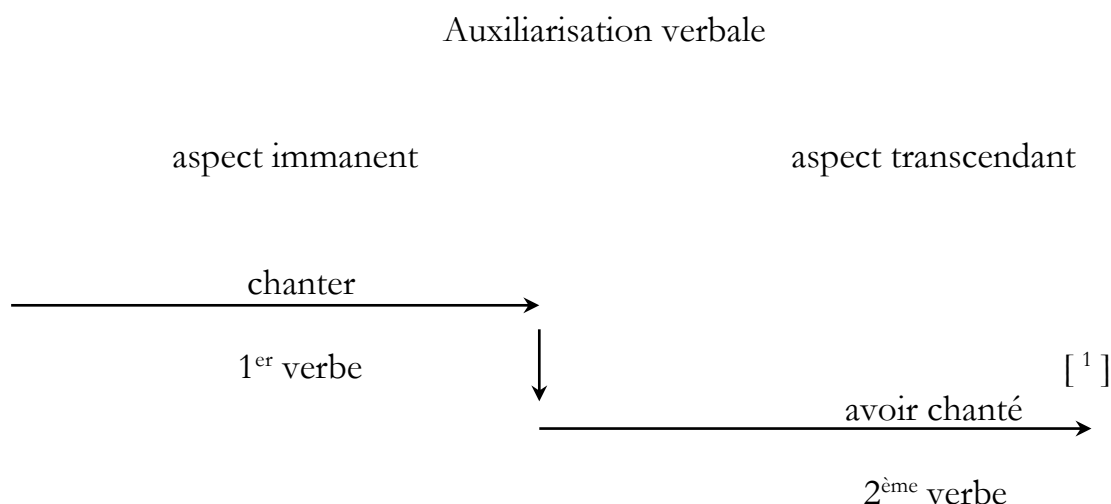 Auxiliarisation verbale
aspect immanent aspect transcendant
chanter
1er verbe [ 1 ]
avoir chanté
2ème verbe